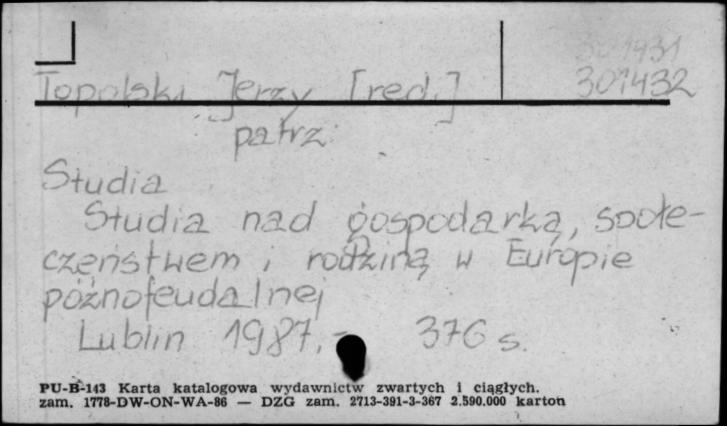 301431
Topolski Jerzy [red.] 301432
patrz
Studia
Studia nad gospodarką, społe-
czeństwem i rodziną w Europie
późnofeudalnej
Lublin 1987,- 376 s.
PU-B-143 Karta katalogowa wydawnictw zwartych i ciągłych.
zam. 1778-DW-ON-WA-86 — DZG zam. 2713-391-3-367 2.590.000 karton